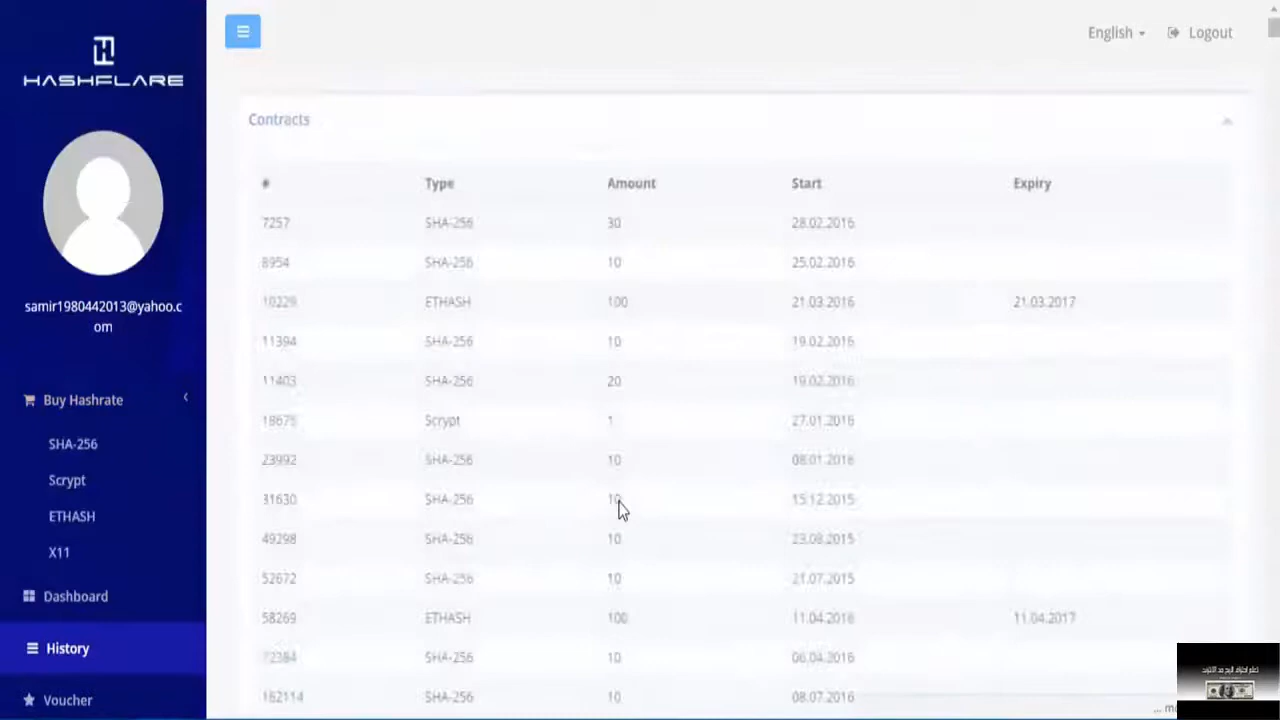 HASHFLARE
English
Logout
samir1980442013@yahoo.c
om
Buy Hashrate
SHA-256
Scrypt
ETHASH
X11
Dashboard
History
Voucher
Contracts
# Type Amount Start Expiry
7257 SHA-256 30 28.02.2016
8954 SHA-256 10 25.02.2016
10229 ETHASH 100 21.03.2016 21.03.2017
11394 SHA-256 10 19.02.2016
11403 SHA-256 20 19.02.2016
18675 Scrypt 1 27.01.2016
23992 SHA-256 10 08.01.2016
31630 SHA-256 10 15.12.2015
49298 SHA-256 10 23.08.2015
52672 SHA-256 10 21.07.2015
58269 ETHASH 100 11.04.2016 11.04.2017
72384 SHA-256 10 06.04.2016
162114 SHA-256 10 08.07.2016